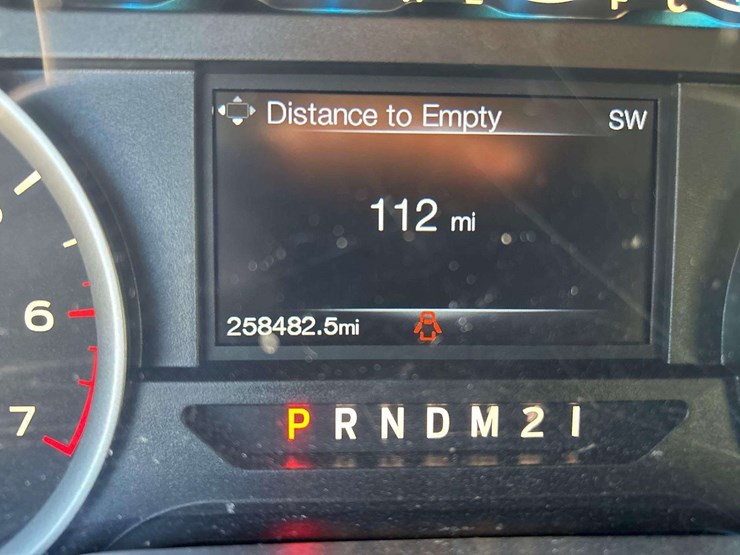 Distance to Empty SW
112 mi
258482.5mi
6
7
P R N D M 2 1